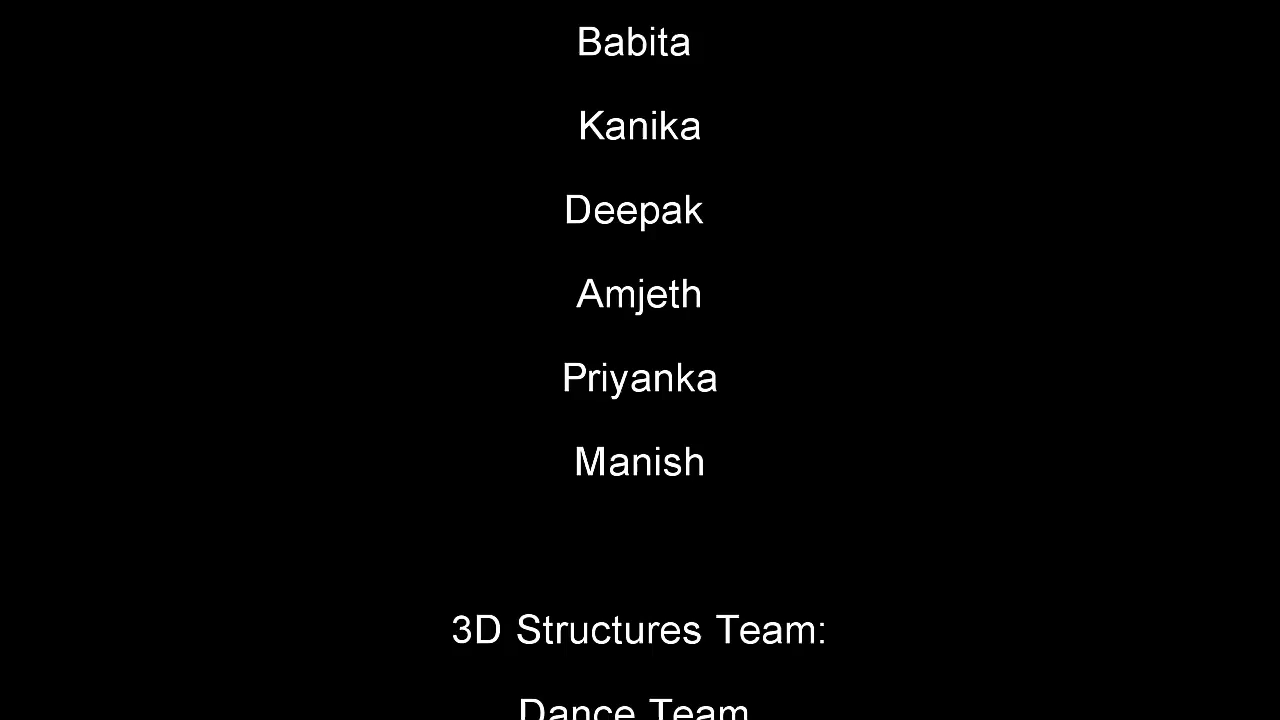 Babita
Kanika
Deepak
Amjeth
Priyanka
Manish
3D Structures Team:
Dance Team